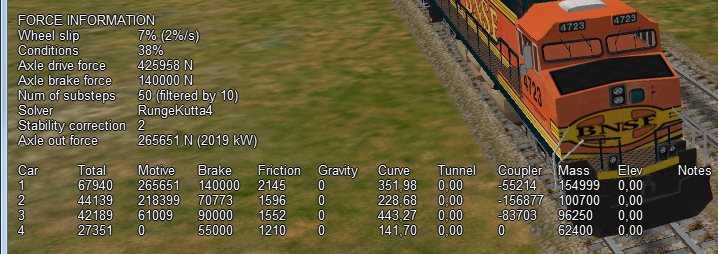 FORCE INFORMATION
Wheel slip 7% (2%/s)
Conditions 38%
Axle drive force 425958 N
Axle brake force 140000 N
Num of substeps 50 (filtered by 10)
Solver RungeKutta4
Stability correction 2
Axle out force 265651 N (2019 kW)
Car Total Motive Brake Friction Gravity Curve Tunnel Coupler Mass Elev Notes
1 67940 265651 140000 2145 0 351,98 0,00 -55214 154999 0,00
2 44139 218399 70773 1596 0 228,68 0,00 -156877 100700 0,00
3 42189 61009 90000 1552 0 443,27 0,00 -83703 96250 0,00
4 27351 0 55000 1210 0 141,70 0,00 0 62400 0,00
BNSF
4723 4723
4723
BNSF